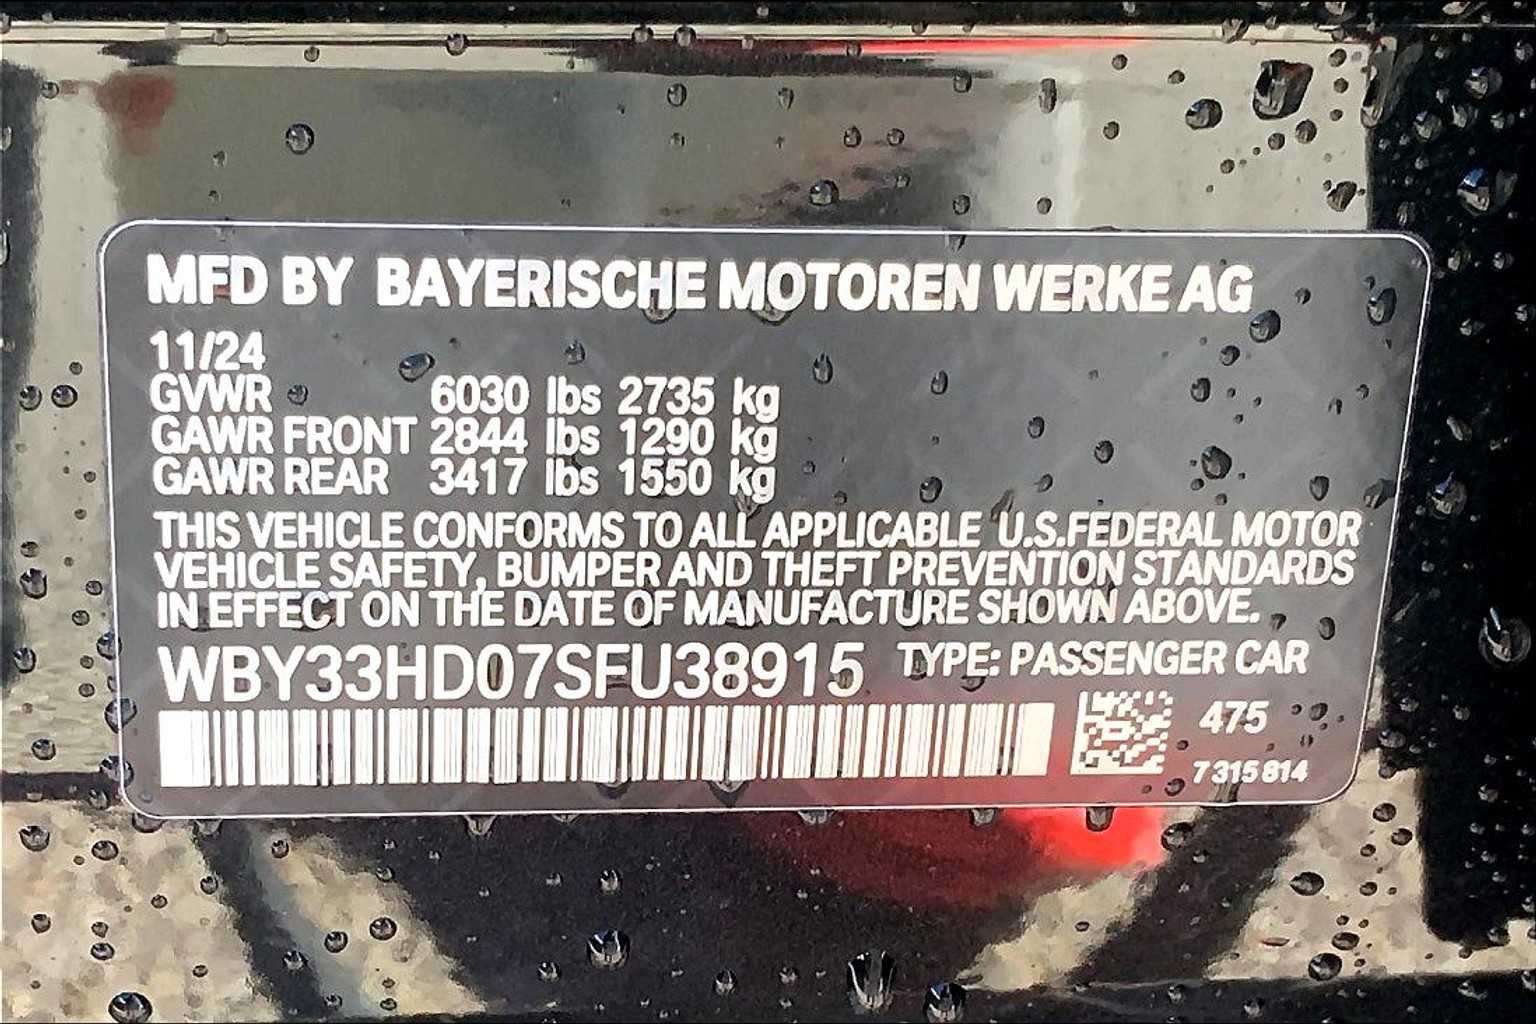 MFD BY BAYERISCHE MOTOREN WERKE AG
11/24
GVWR 6030 lbs 2735 kg
GAWR FRONT 2844 lbs 1290 kg
GAWR REAR 3417 lbs 1550 kg
THIS VEHICLE CONFORMS TO ALL APPLICABLE U.S.FEDERAL MOTOR
VEHICLE SAFETY, BUMPER AND THEFT PREVENTION STANDARDS
IN EFFECT ON THE DATE OF MANUFACTURE SHOWN ABOVE.
WBY33HD07SFU38915 TYPE: PASSENGER CAR
475
7 315 814